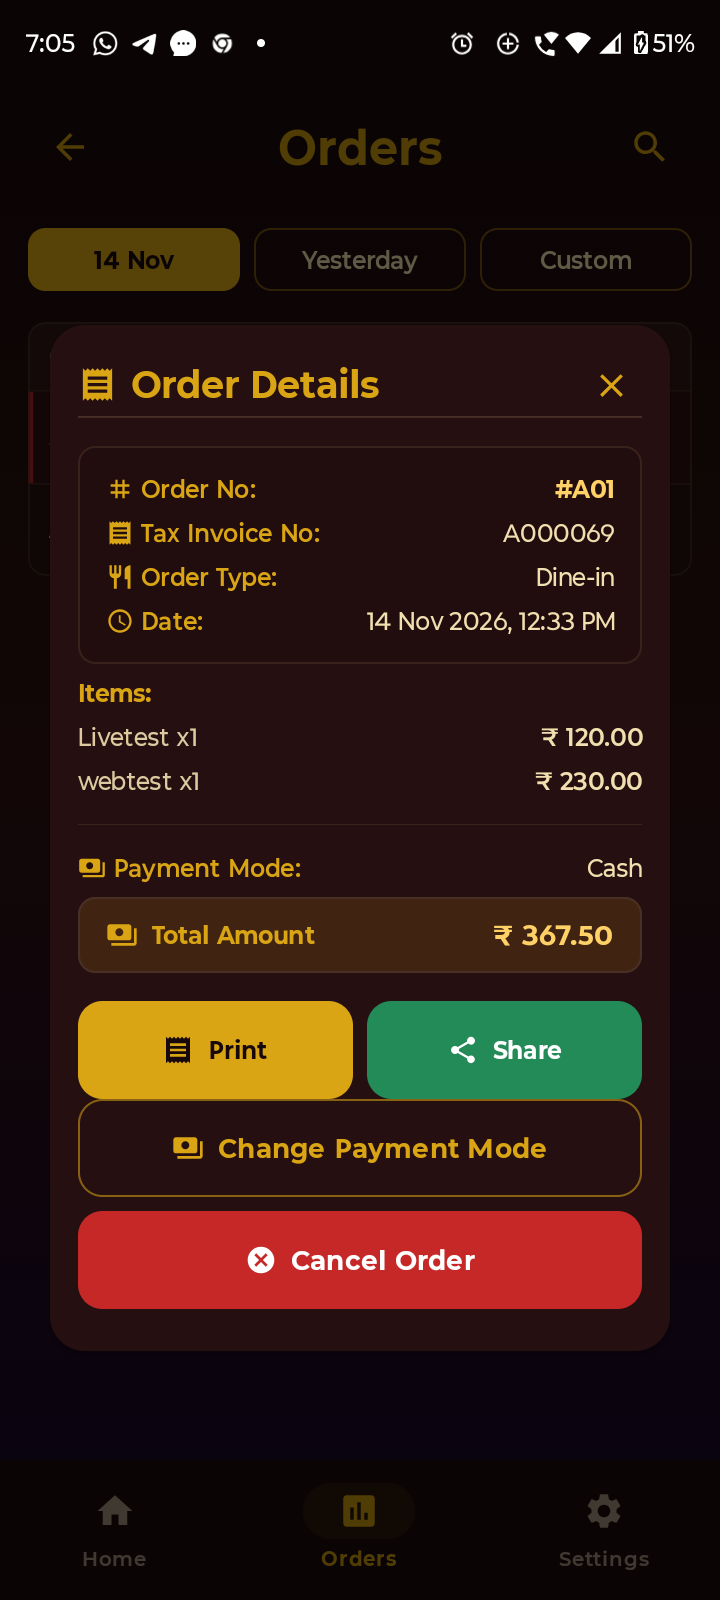 7:05 51%
Orders
14 Nov Yesterday Custom
Order Details
Order No: #A01
Tax Invoice No: A000069
Order Type: Dine-in
Date: 14 Nov 2026, 12:33 PM
Items:
Livetest x1 ₹ 120.00
webtest x1 ₹ 230.00
Payment Mode: Cash
Total Amount ₹ 367.50
Print Share
Change Payment Mode
Cancel Order
Home Orders Settings